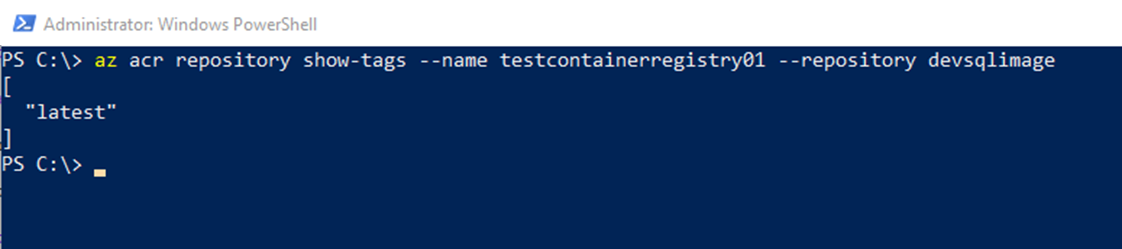 Administrator: Windows PowerShell
PS C:\> az acr repository show-tags --name testcontainerregistry01 --repository devsqlimage
[
  "latest"
]
PS C:\>